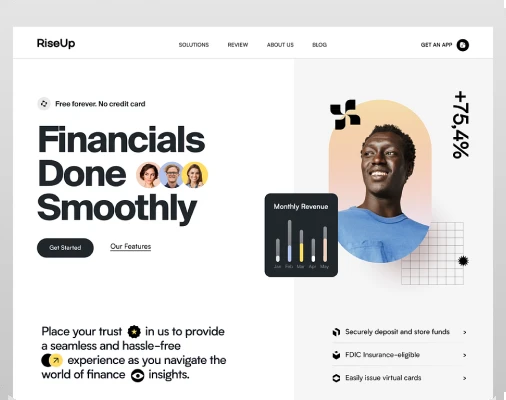 RiseUp
SOLUTIONS
REVIEW
ABOUT US
BLOG
GET AN APP
Free forever. No credit card
Financials
Done
Smoothly
Get Started
Our Features
+75,4%
Monthly Revenue
Jan Feb Mar Apr May
Place your trust in us to provide
a seamless and hassle-free
experience as you navigate the
world of finance insights.
Securely deposit and store funds >
FDIC Insurance-eligible >
Easily issue virtual cards >